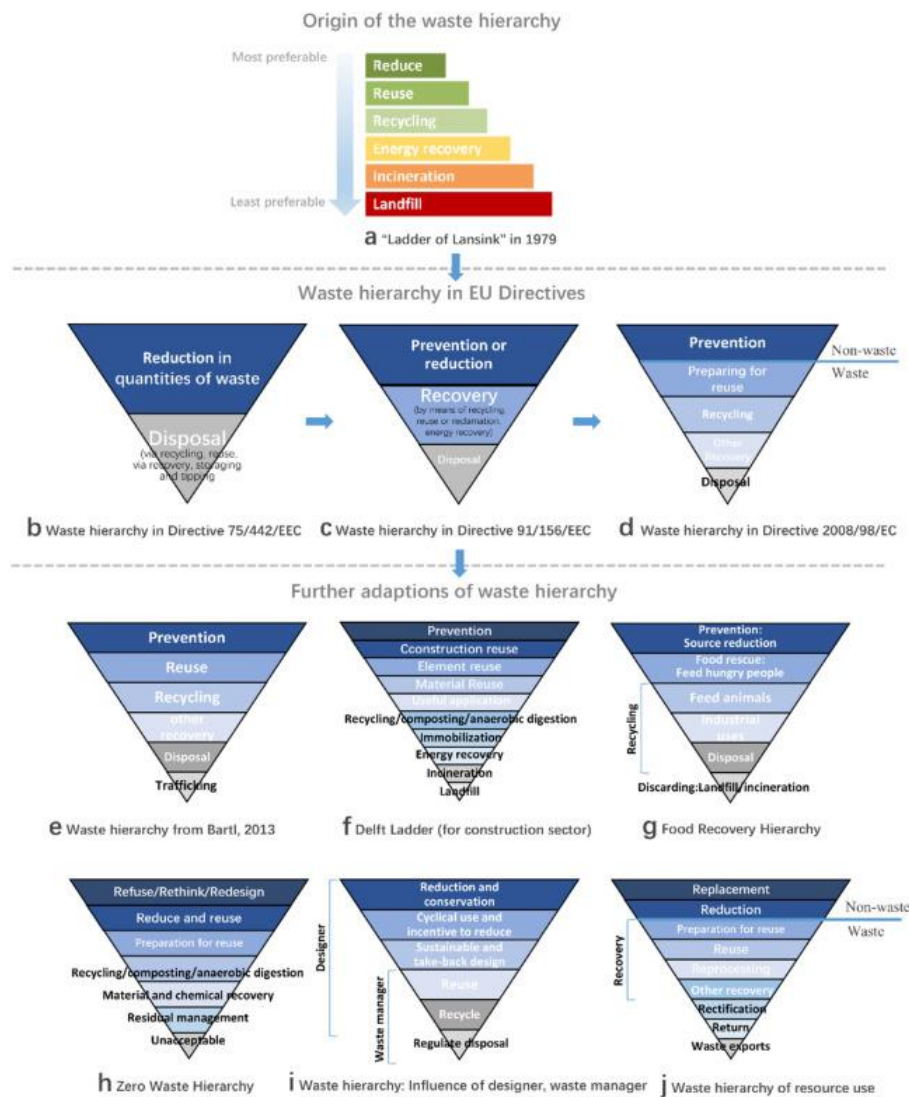 Origin of the waste hierarchy
Most preferable
Reduce
Reuse
Recycling
Energy recovery
Incineration
Least preferable
Landfill
a "Ladder of Lansink" in 1979
Waste hierarchy in EU Directives
Reduction in
quantities of waste
Disposal
(via recycling, reuse,
via recovery, storaging
and tipping
b Waste hierarchy in Directive 75/442/EEC
Prevention or
reduction
Recovery
(by means of recycling,
reuse or reclamation,
energy recovery)
Disposal
c Waste hierarchy in Directive 91/156/EEC
Prevention
Non-waste
Waste
Preparing for
reuse
Recycling
Other
Recovery
Disposal
d Waste hierarchy in Directive 2008/98/EC
Further adaptions of waste hierarchy
Prevention
Reuse
Recycling
other
recovery
Disposal
Trafficking
e Waste hierarchy from Bartl, 2013
Prevention
Cconstruction reuse
Element reuse
Material Reuse
Useful application
Recycling/composting/anaerobic digestion
Immobilization
Energy recovery
Incineration
Landfill
f Delft Ladder (for construction sector)
Prevention:
Source reduction
Food rescue:
Feed hungry people
Recycling
Feed animals
Industrial
uses
Disposal
Discarding:Landfill/incineration
g Food Recovery Hierarchy
Refuse/Rethink/Redesign
Reduce and reuse
Preparation for reuse
Recycling/composting/anaerobic digestion
Material and chemical recovery
Residual management
Unacceptable
h Zero Waste Hierarchy
Designer
Waste manager
Reduction and
conservation
Cyclical use and
incentive to reduce
Sustainable and
take-back design
Reuse
Recycle
Regulate disposal
i Waste hierarchy: Influence of designer, waste manager
Replacement
Reduction
Non-waste
Waste
Recovery
Preparation for reuse
Reuse
Reprocessing
Other recovery
Rectification
Return
Waste exports
j Waste hierarchy of resource use